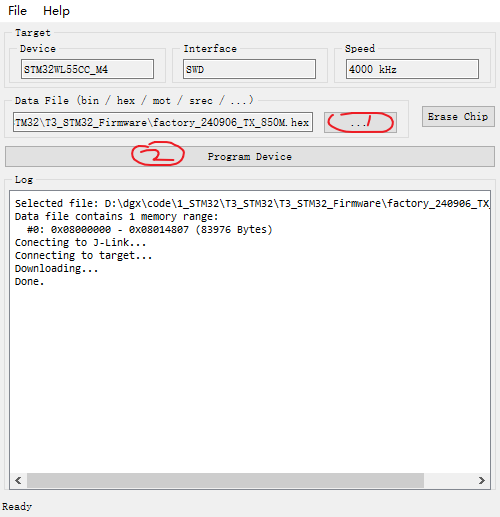 File Help
Target
Device
Interface
Speed
STM32WL55CC_M4
SWD
4000 kHz
Data File (bin / hex / mot / srec / ...)
TM32\T3_STM32_Firmware\factory_240906_TX_850M.hex
...1
Erase Chip
2
Program Device
Log
Selected file: D:\dgx\code\1_STM32\T3_STM32\T3_STM32_Firmware\factory_240906_TX_
Data file contains 1 memory range:
#0: 0x08000000 - 0x08014807 (83976 Bytes)
Conecting to J-Link...
Connecting to target...
Downloading...
Done.
Ready